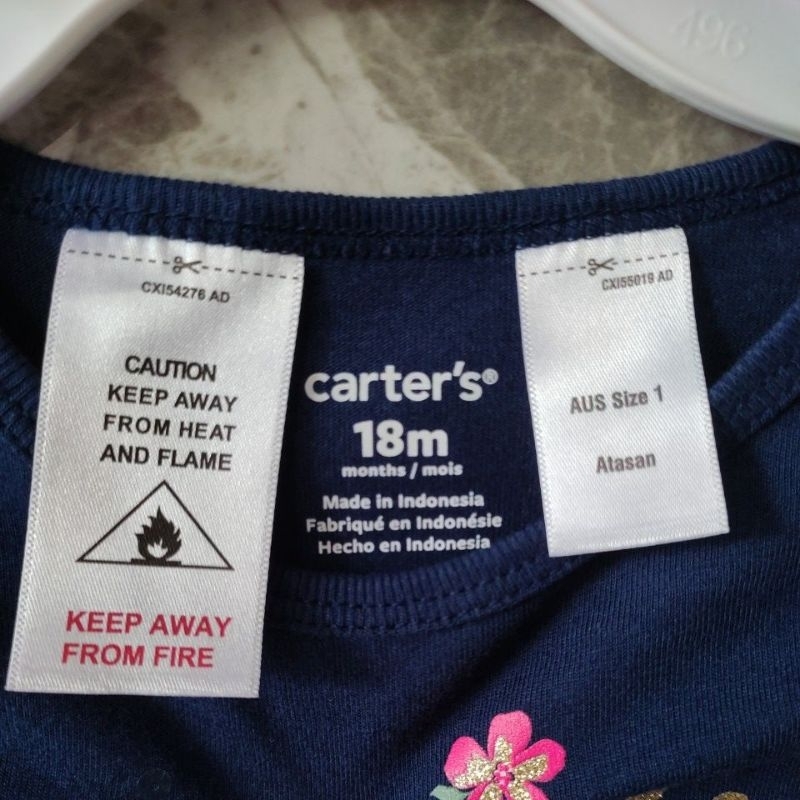 496
CXI54276 AD
CAUTION
KEEP AWAY
FROM HEAT
AND FLAME
KEEP AWAY
FROM FIRE
carter's®
18m
months / mois
Made in Indonesia
Fabriqué en Indonésie
Hecho en Indonesia
CXI55019 AD
AUS Size 1
Atasan